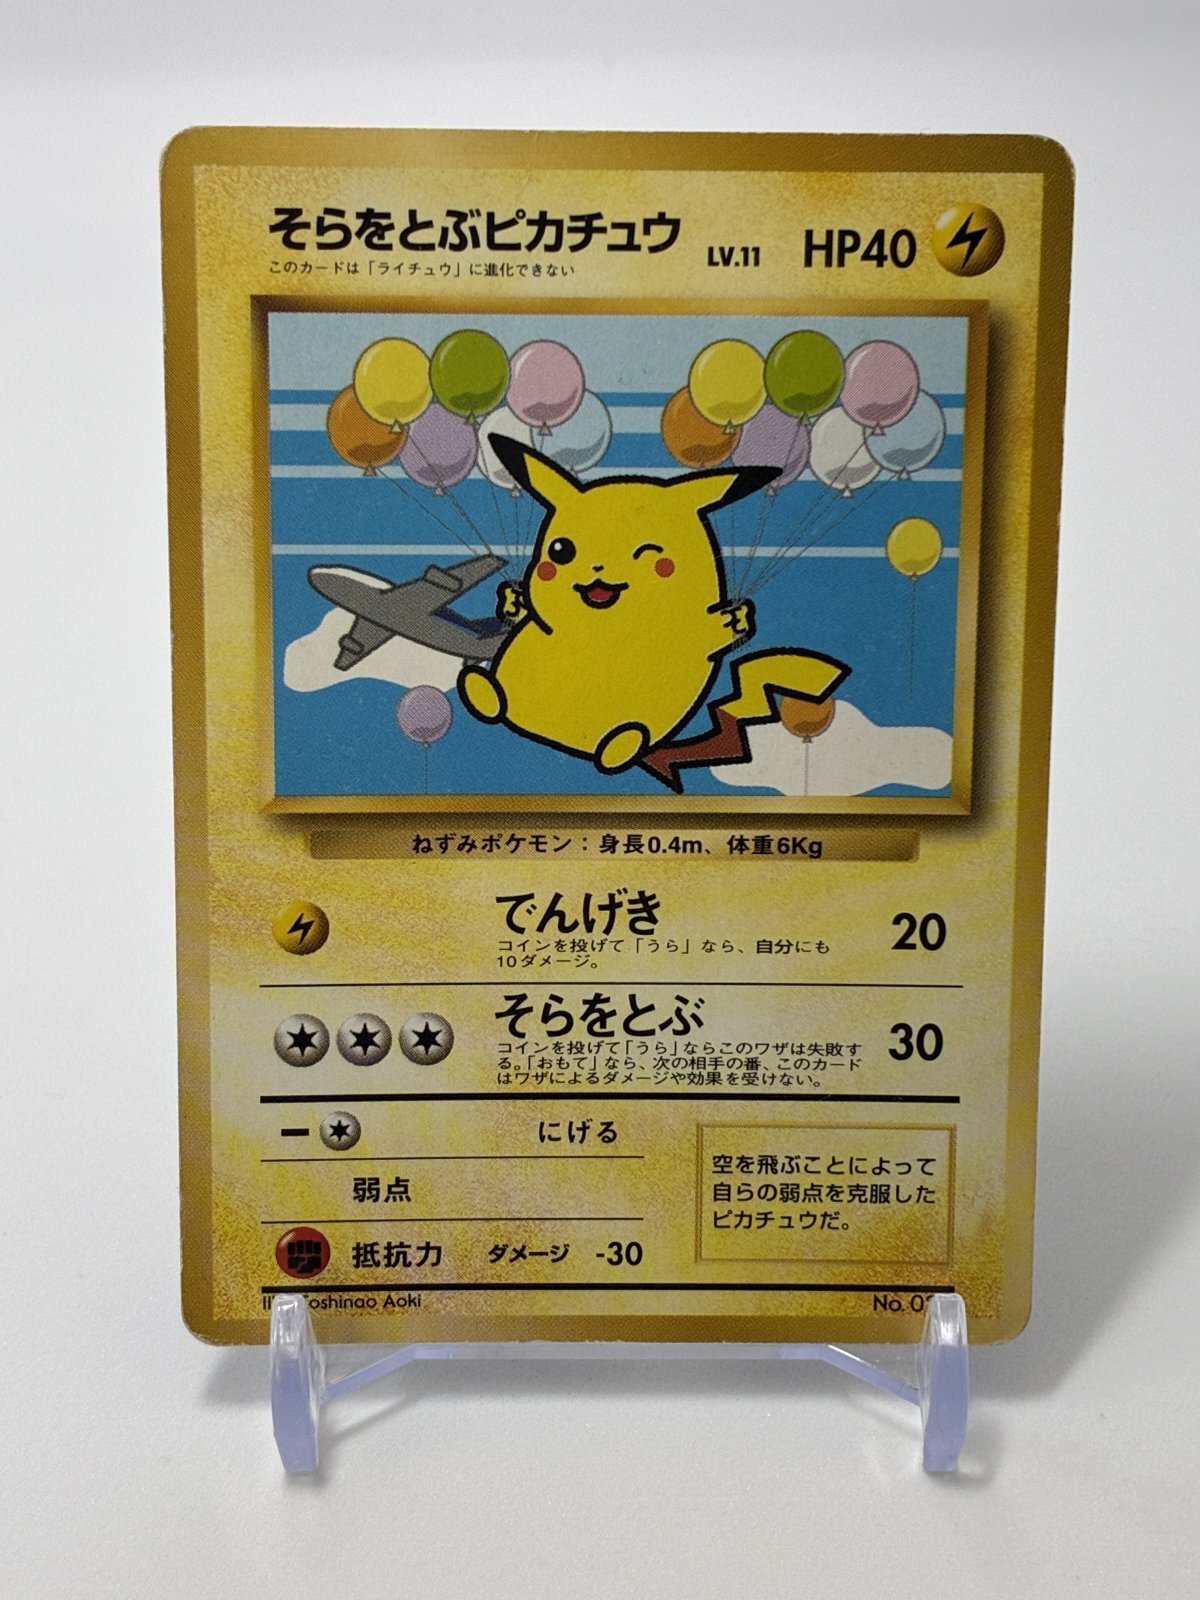 そらをとぶピカチュウ LV.11 HP40
このカードは「ライチュウ」に進化できない
ねずみポケモン：身長0.4m、体重6Kg
でんげき 20
コインを投げて「うら」なら、自分にも
10ダメージ。
そらをとぶ 30
コインを投げて「うら」ならこのワザは失敗す
る。「おもて」なら、次の相手の番、このカード
はワザによるダメージや効果を受けない。
にげる
弱点
抵抗力 ダメージ -30
空を飛ぶことによって
自らの弱点を克服した
ピカチュウだ。
Toshinao Aoki No.